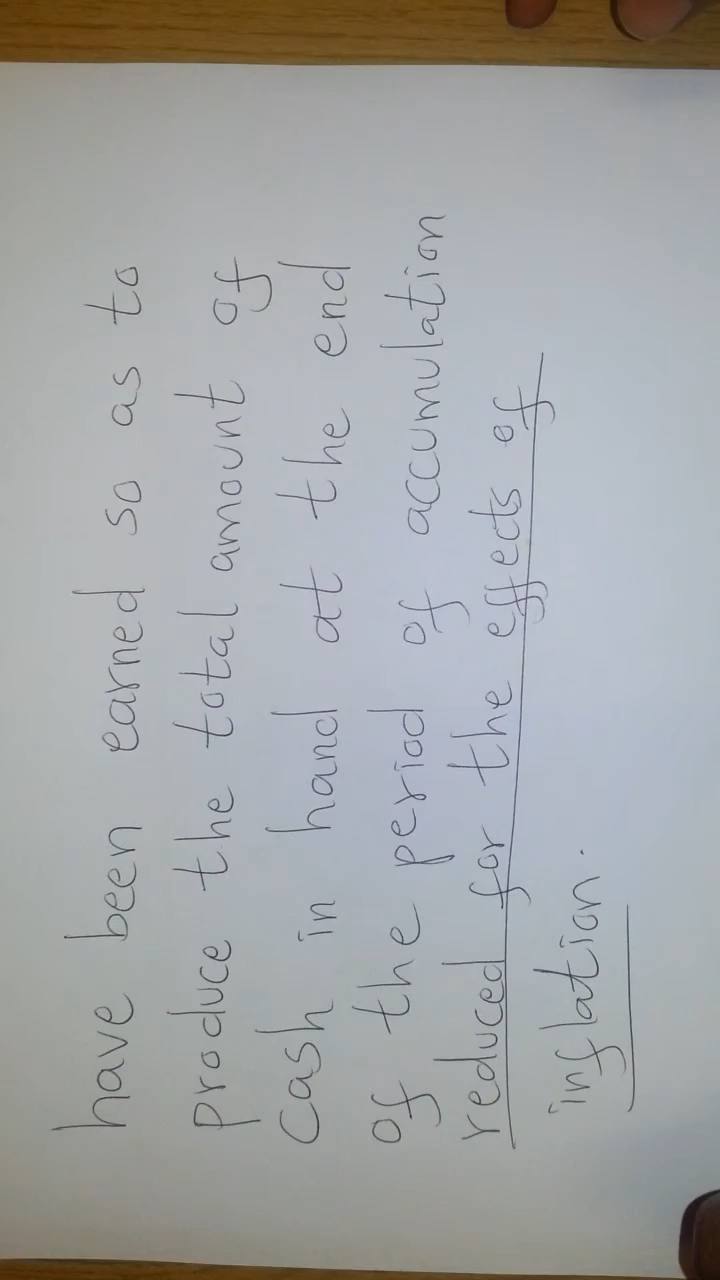 have been earned so as to
produce the total amount of
cash in hand at the end
of the period of accumulation
reduced for the effects of
inflation.